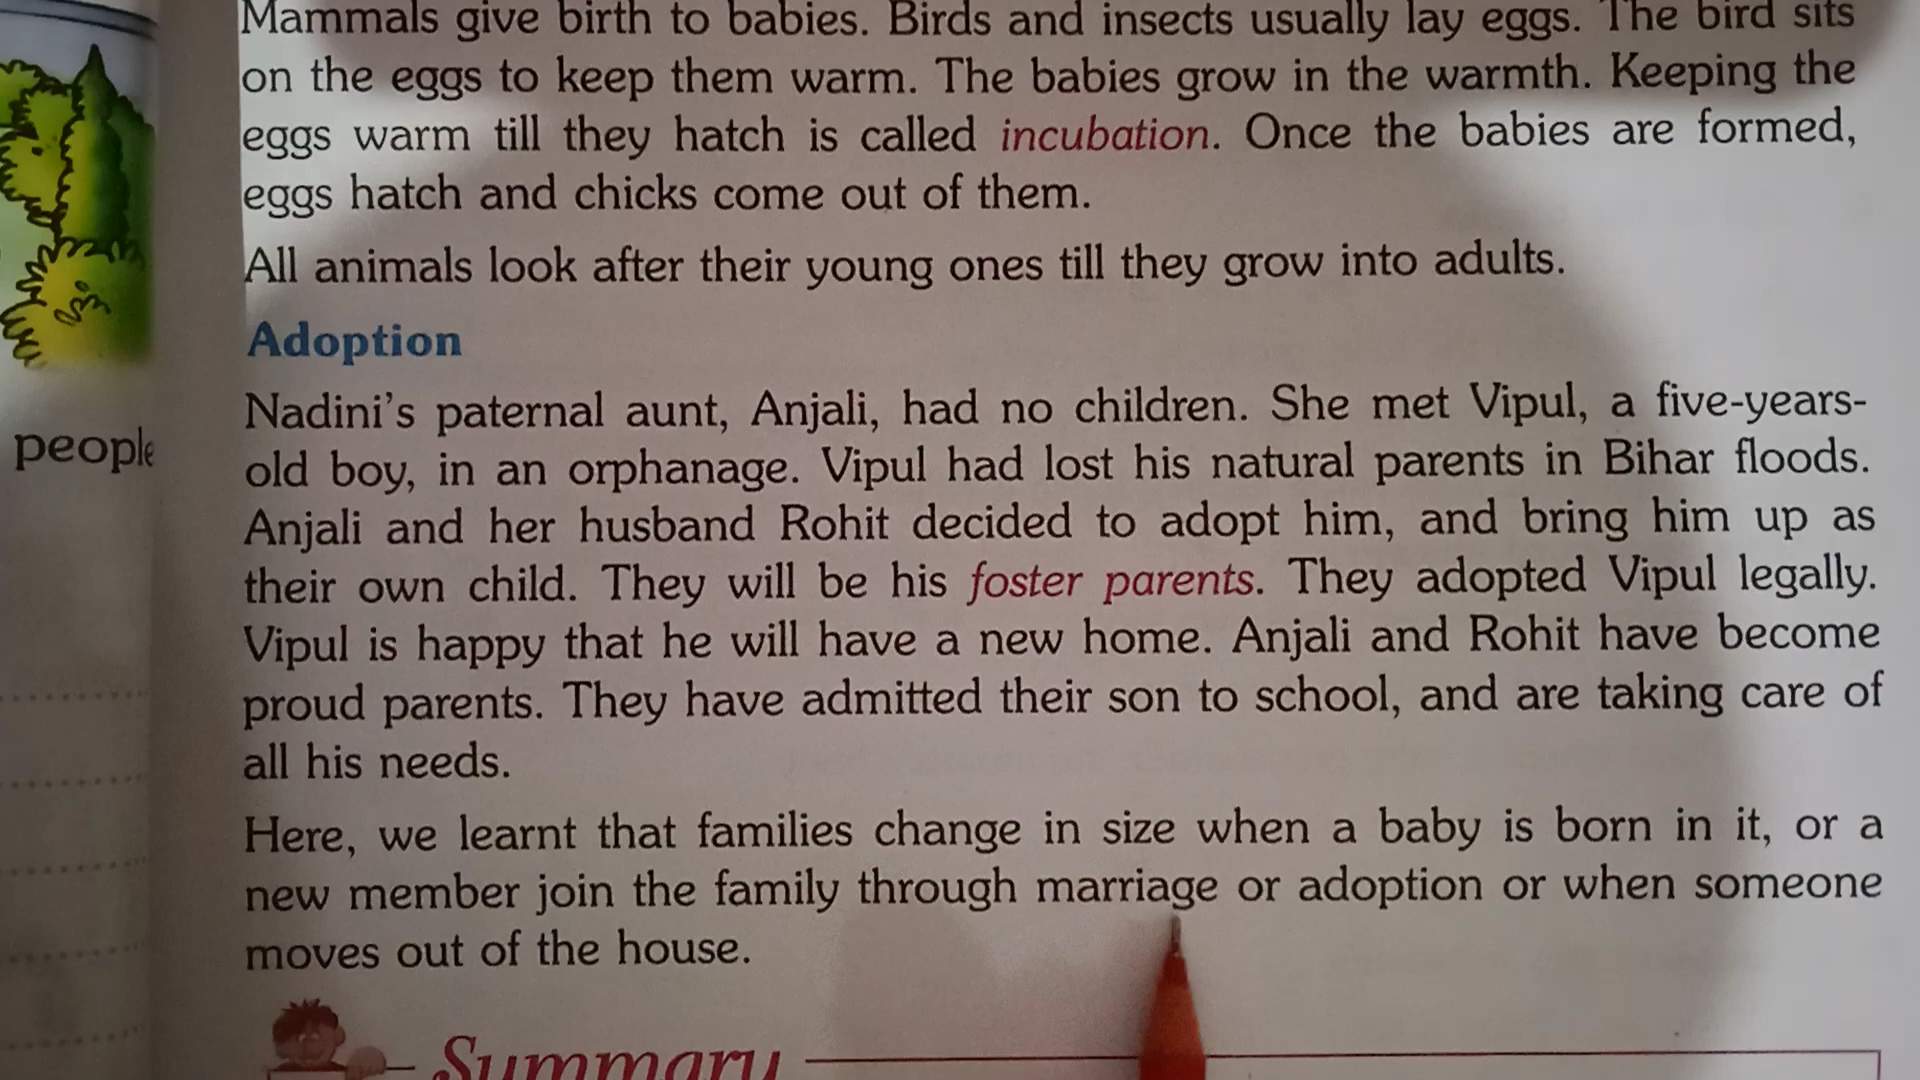 Mammals give birth to babies. Birds and insects usually lay eggs. The bird sits
on the eggs to keep them warm. The babies grow in the warmth. Keeping the
eggs warm till they hatch is called incubation. Once the babies are formed,
eggs hatch and chicks come out of them.
All animals look after their young ones till they grow into adults.
Adoption
Nadini's paternal aunt, Anjali, had no children. She met Vipul, a five-years-
old boy, in an orphanage. Vipul had lost his natural parents in Bihar floods.
Anjali and her husband Rohit decided to adopt him, and bring him up as
their own child. They will be his foster parents. They adopted Vipul legally.
Vipul is happy that he will have a new home. Anjali and Rohit have become
proud parents. They have admitted their son to school, and are taking care of
all his needs.
Here, we learnt that families change in size when a baby is born in it, or a
new member join the family through marriage or adoption or when someone
moves out of the house.
Summary
people